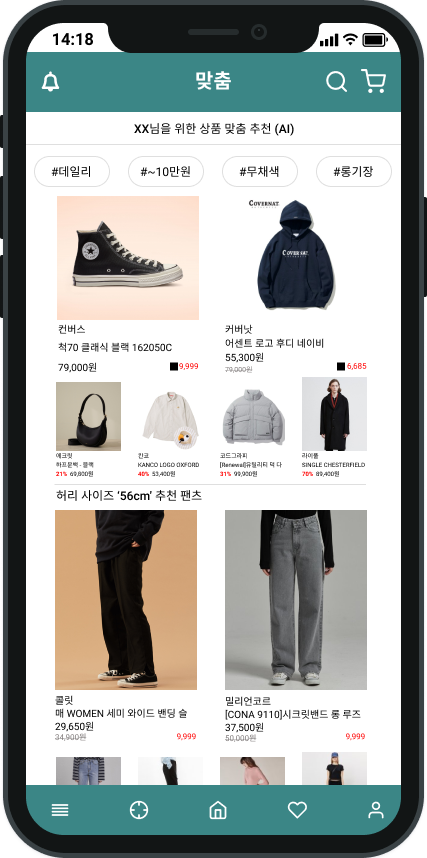 14:18
맞춤
XX님을 위한 상품 맞춤 추천 (AI)
#데일리
#~10만원
#무채색
#롱기장
COVERNAT
COVERNAT
컨버스
척70 클래식 블랙 162050C
79,000원
9,999
커버낫
어센트 로고 후디 네이비
55,300원
79,000원
6,685
에크릿
하프문백 - 블랙
21% 69,800원
칸코
KANCO LOGO OXFORD
40% 53,400원
코드그라피
[Renewal]유틸리티 덕 다
31% 99,900원
라이풀
SINGLE CHESTERFIELD
70% 89,400원
허리 사이즈 ‘56cm’ 추천 팬츠
콜릿
매 WOMEN 세미 와이드 밴딩 슬
29,650원
34,900원
9,999
밀리언코르
[CONA 9110]시크릿밴드 롱 루즈
37,500원
50,000원
9,999